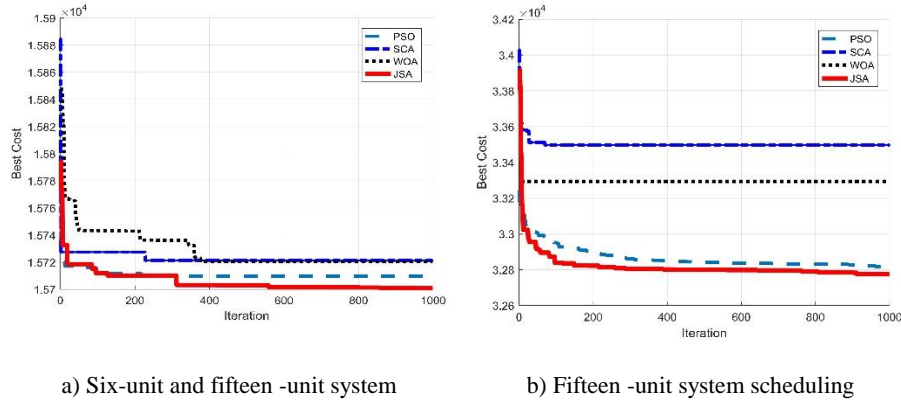 ×10⁴
1.59
1.588
1.586
1.584
1.582
1.58
1.578
1.576
1.574
1.572
1.57
Best Cost
0
200
400
600
800
1000
Iteration
PSO
SCA
WOA
JSA
×10⁴
3.42
3.4
3.38
3.36
3.34
3.32
3.3
3.28
3.26
Best Cost
0
200
400
600
800
1000
Iteration
PSO
SCA
WOA
JSA
a) Six-unit and fifteen -unit system
b) Fifteen -unit system scheduling